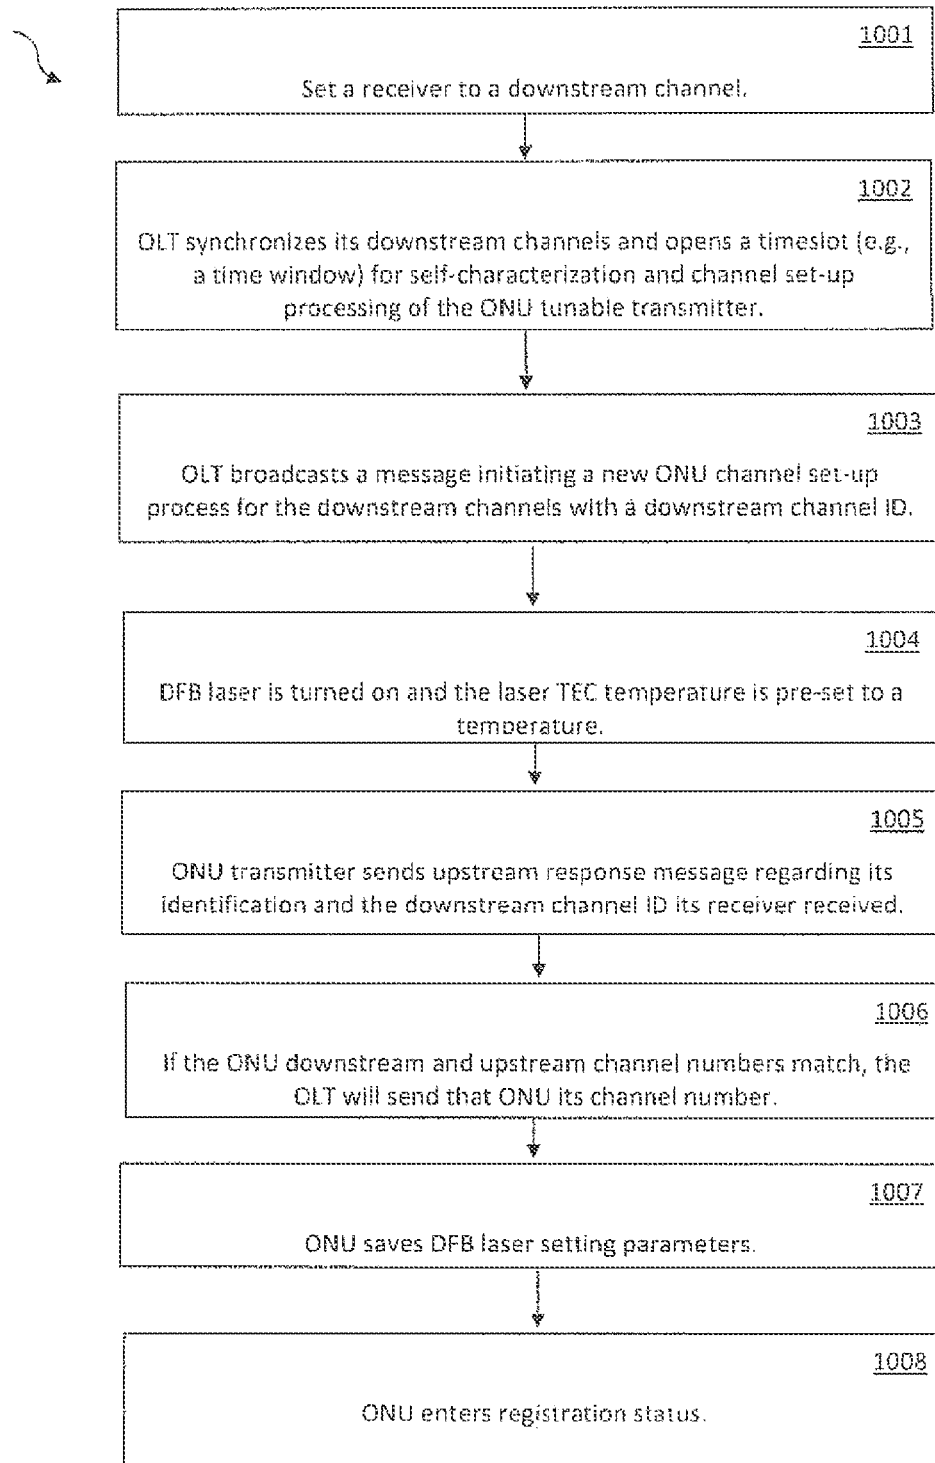 1001
Set a receiver to a downstream channel.
1002
OLT synchronizes its downstream channels and opens a timeslot (e.g.,
a time window) for self-characterization and channel set-up
processing of the ONU tunable transmitter.
1003
OLT broadcasts a message initiating a new ONU channel set-up
process for the downstream channels with a downstream channel ID.
1004
DFB laser is turned on and the laser TEC temperature is pre-set to a
temperature.
1005
ONU transmitter sends upstream response message regarding its
identification and the downstream channel ID its receiver received.
1006
If the ONU downstream and upstream channel numbers match, the
OLT will send that ONU its channel number.
1007
ONU saves DFB laser setting parameters.
1008
ONU enters registration status.